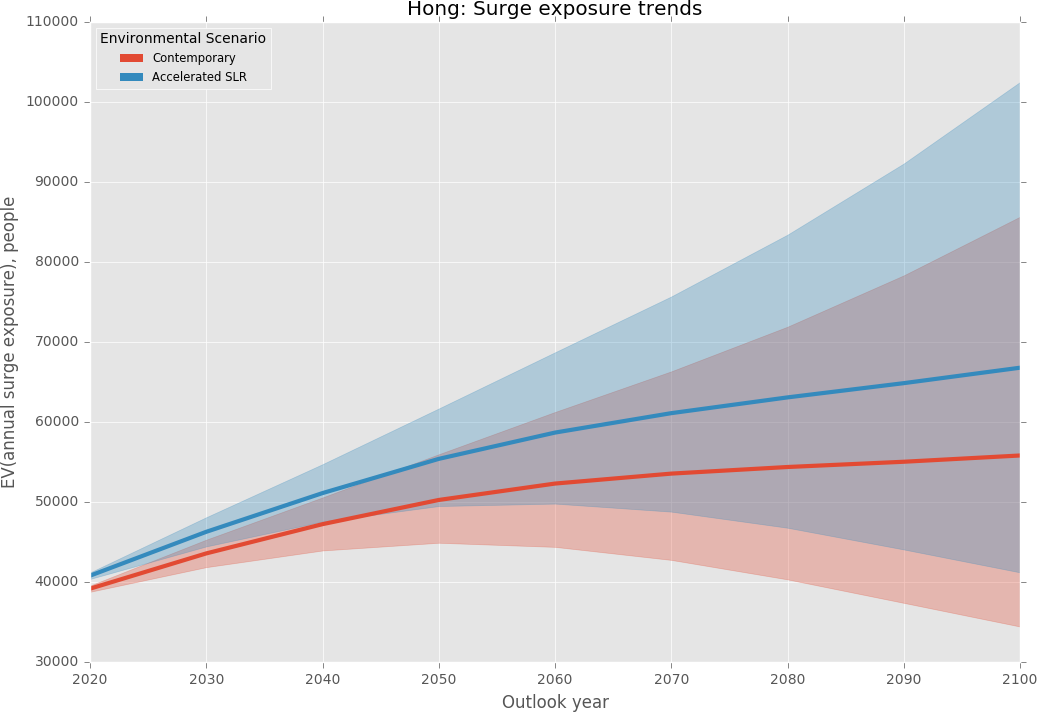 Hong: Surge exposure trends
Environmental Scenario
Contemporary
Accelerated SLR
EV(annual surge exposure), people
110000
100000
90000
80000
70000
60000
50000
40000
30000
2020 2030 2040 2050 2060 2070 2080 2090 2100
Outlook year